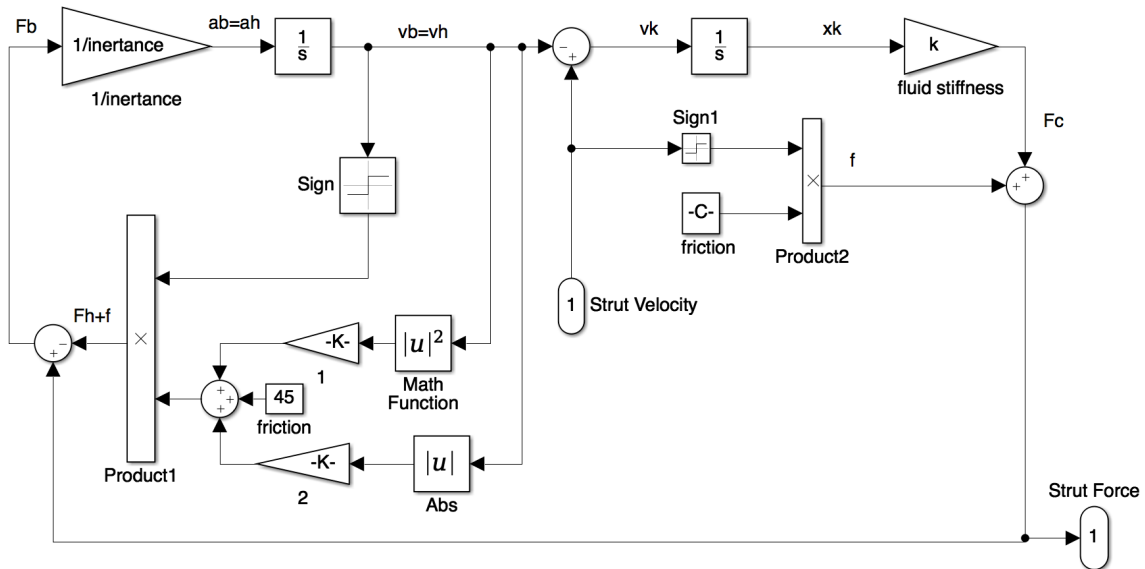 Fb
1/inertance
1/inertance
ab=ah
1
s
vb=vh
-
+
vk
1
s
xk
k
fluid stiffness
Fc
Sign
Sign1
-C-
friction
×
Product2
f
+
+
1
Strut Velocity
Fh+f
-
+
×
Product1
-K-
1
|u|²
Math
Function
+
+
+
45
friction
-K-
2
|u|
Abs
Strut Force
1